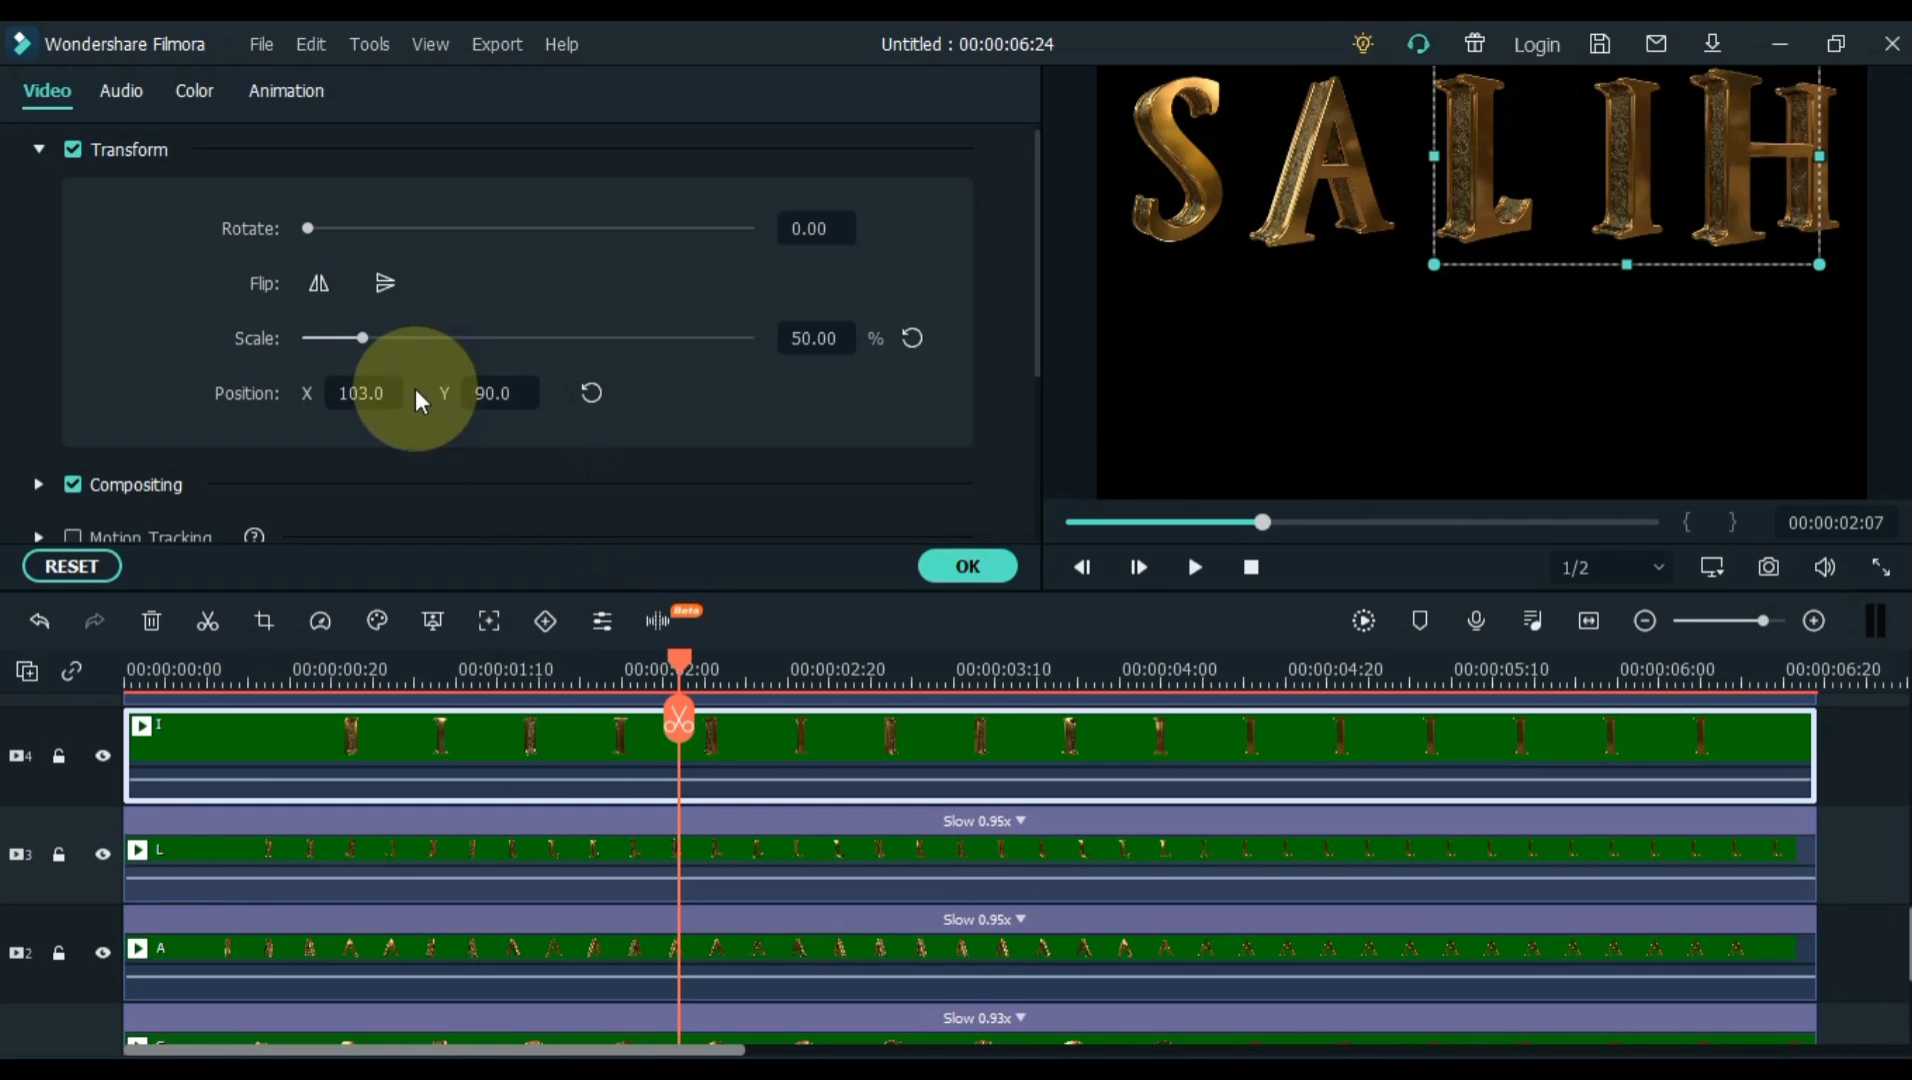 Wondershare Filmora File Edit Tools View Export Help Untitled : 00:00:06:24 Login
Video Audio Color Animation
SALIH
Transform
Rotate: 0.00
Flip:
Scale: 50.00 %
Position: X 103.0 Y 90.0
Compositing
Motion Tracking
RESET OK
{ } 00:00:02:07
1/2
Beta
00:00:00:00 00:00:00:20 00:00:01:10 00:00:02:00 00:00:02:20 00:00:03:10 00:00:04:00 00:00:04:20 00:00:05:10 00:00:06:00 00:00:06:20
I
4
Slow 0.95x
L
3
Slow 0.95x
A
2
Slow 0.93x